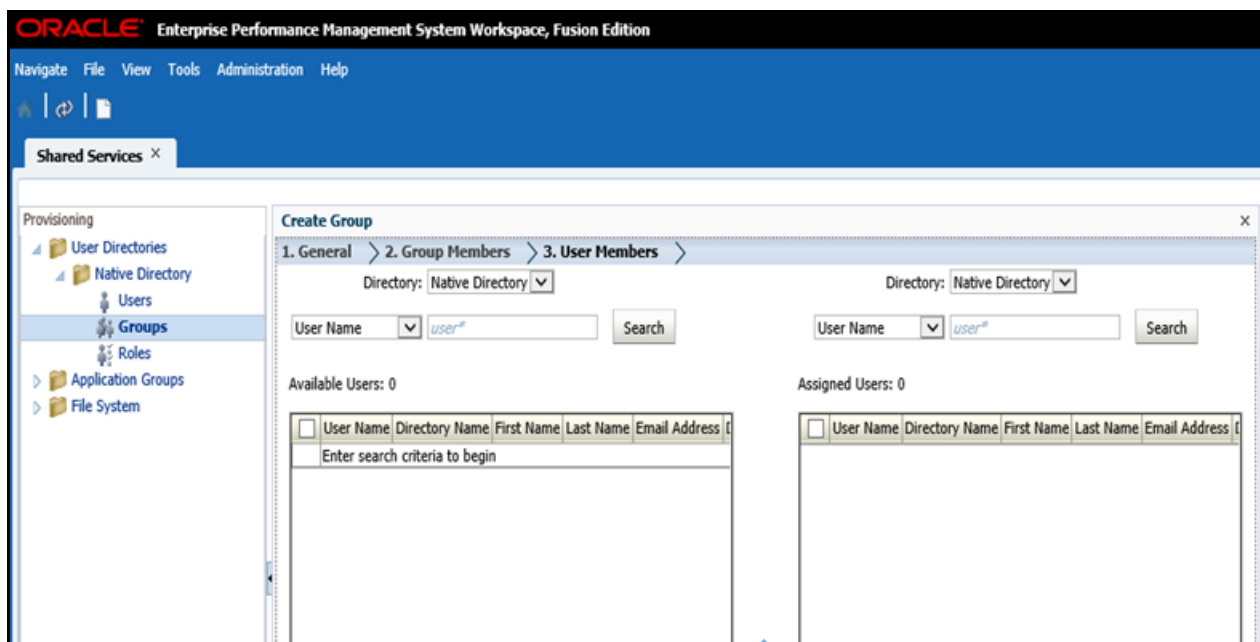 ORACLE Enterprise Performance Management System Workspace, Fusion Edition
Navigate File View Tools Administration Help
Shared Services X
Provisioning
User Directories
Native Directory
Users
Groups
Roles
Application Groups
File System
Create Group X
1. General 2. Group Members 3. User Members
Directory: Native Directory
User Name user* Search
Available Users: 0
User Name Directory Name First Name Last Name Email Address D
Enter search criteria to begin
Directory: Native Directory
User Name user* Search
Assigned Users: 0
User Name Directory Name First Name Last Name Email Address D